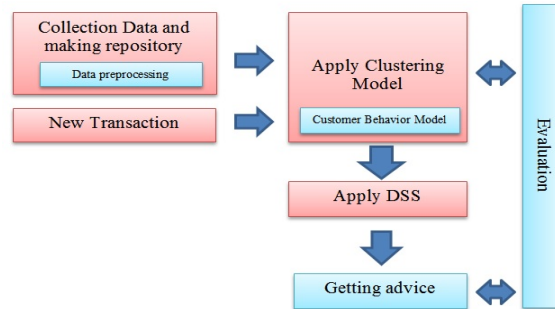 Collection Data and
making repository
Data preprocessing
New Transaction
Apply Clustering
Model
Customer Behavior Model
Apply DSS
Getting advice
Evaluation